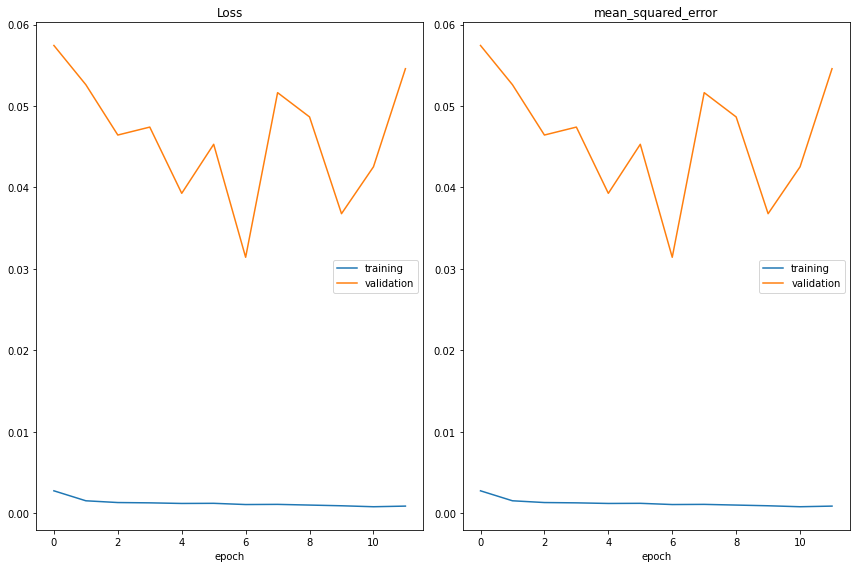 Loss
0.06
0.05
0.04
0.03
0.02
0.01
0.00
training
validation
0 2 4 6 8 10
epoch
mean_squared_error
0.06
0.05
0.04
0.03
0.02
0.01
0.00
training
validation
0 2 4 6 8 10
epoch